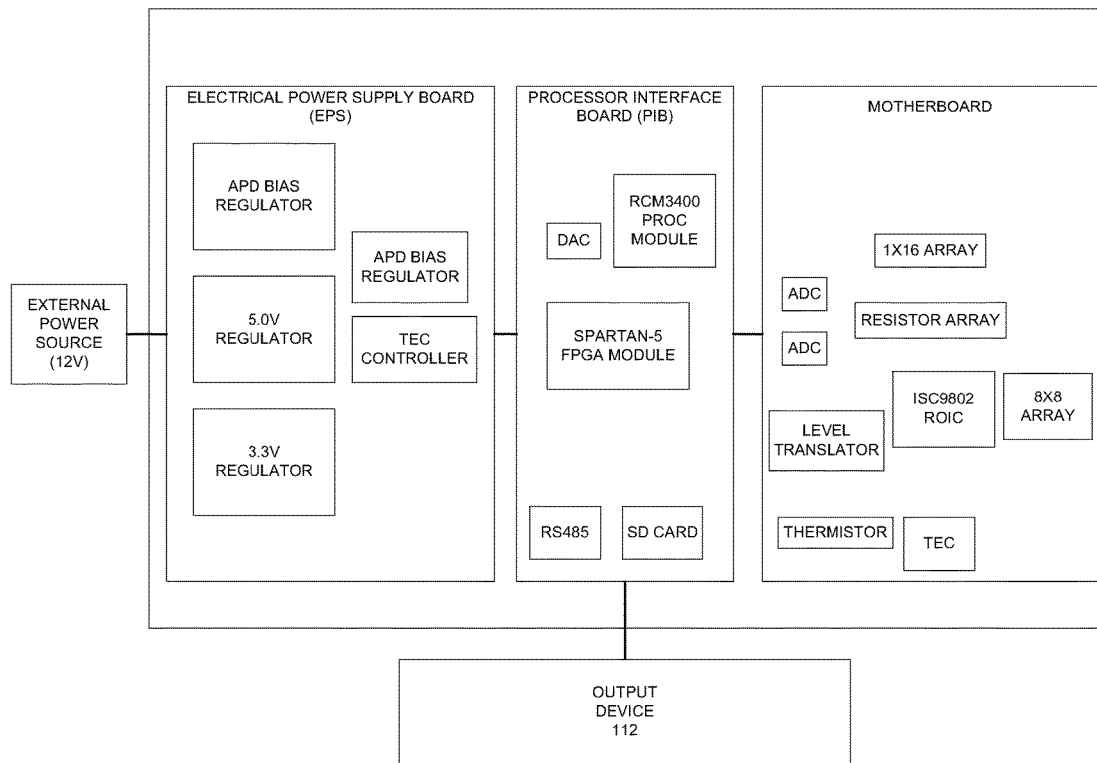 ELECTRICAL POWER SUPPLY BOARD
(EPS)
APD BIAS
REGULATOR
APD BIAS
REGULATOR
5.0V
REGULATOR
TEC
CONTROLLER
3.3V
REGULATOR
EXTERNAL
POWER
SOURCE
(12V)
PROCESSOR INTERFACE
BOARD (PIB)
RCM3400
PROC
MODULE
DAC
SPARTAN-5
FPGA MODULE
RS485
SD CARD
MOTHERBOARD
1X16 ARRAY
ADC
RESISTOR ARRAY
ADC
ISC9802
ROIC
8X8
ARRAY
LEVEL
TRANSLATOR
THERMISTOR
TEC
OUTPUT
DEVICE
112